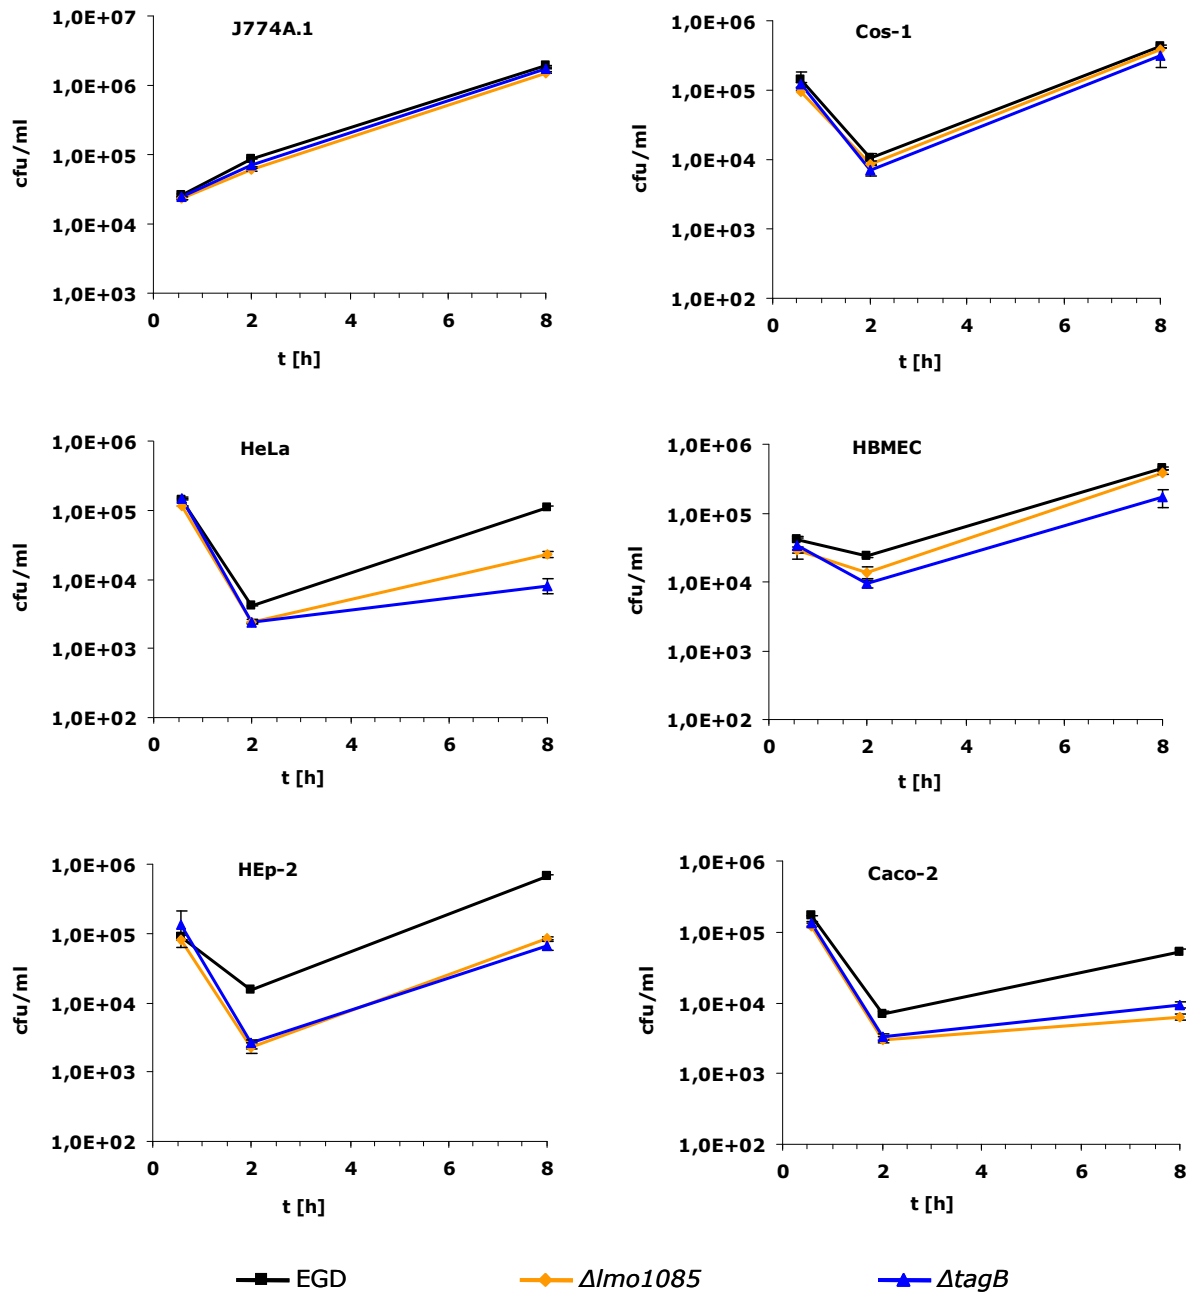 J774A.1
1,0E+07
1,0E+06
1,0E+05
1,0E+04
1,0E+03
cfu/ml
0 2 4 6 8
t [h]
Cos-1
1,0E+06
1,0E+05
1,0E+04
1,0E+03
1,0E+02
cfu/ml
0 2 4 6 8
t [h]
HeLa
1,0E+06
1,0E+05
1,0E+04
1,0E+03
1,0E+02
cfu/ml
0 2 4 6 8
t [h]
HBMEC
1,0E+06
1,0E+05
1,0E+04
1,0E+03
1,0E+02
cfu/ml
0 2 4 6 8
t [h]
HEp-2
1,0E+06
1,0E+05
1,0E+04
1,0E+03
1,0E+02
cfu/ml
0 2 4 6 8
t [h]
Caco-2
1,0E+06
1,0E+05
1,0E+04
1,0E+03
1,0E+02
cfu/ml
0 2 4 6 8
t [h]
EGD Δlmo1085 ΔtagB